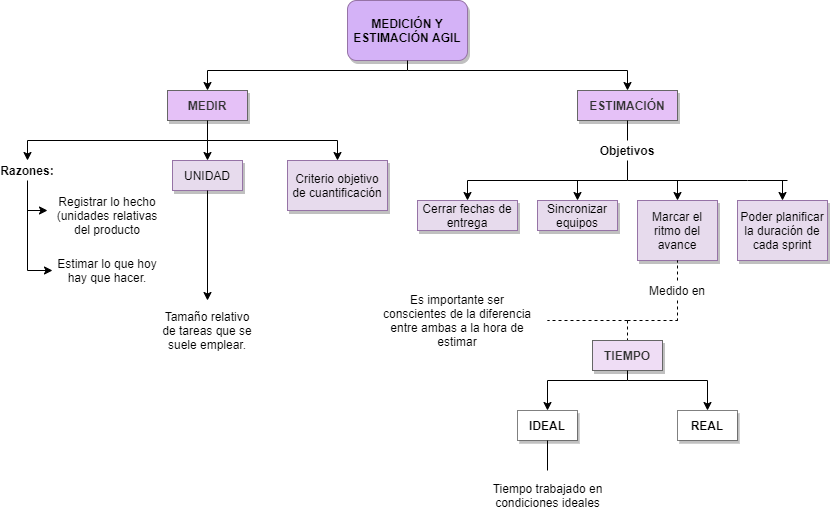 MEDICIÓN Y
ESTIMACIÓN AGIL
MEDIR
ESTIMACIÓN
Razones:
UNIDAD
Criterio objetivo
de cuantificación
Objetivos
Registrar lo hecho
(unidades relativas
del producto
Estimar lo que hoy
hay que hacer.
Tamaño relativo
de tareas que se
suele emplear.
Cerrar fechas de
entrega
Sincronizar
equipos
Marcar el
ritmo del
avance
Poder planificar
la duración de
cada sprint
Medido en
Es importante ser
conscientes de la diferencia
entre ambas a la hora de
estimar
TIEMPO
IDEAL
REAL
Tiempo trabajado en
condiciones ideales